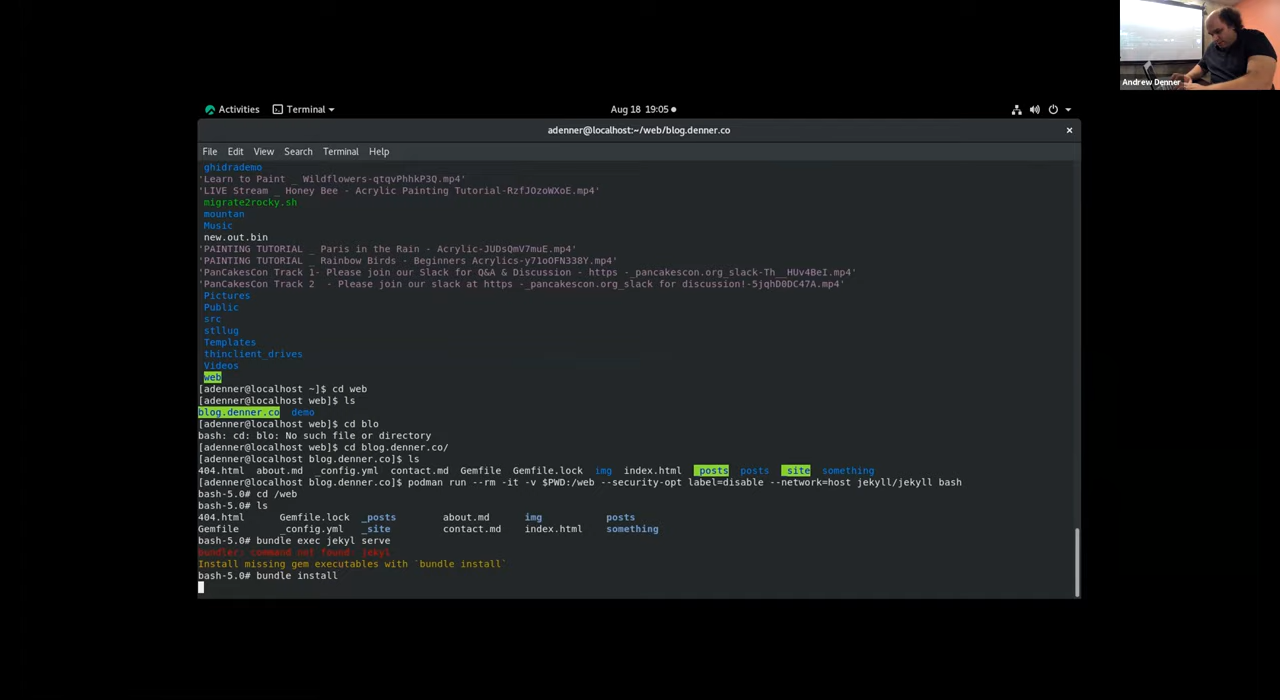 Andrew Denner
Activities Terminal Aug 18 19:05
adenner@localhost:~/web/blog.denner.co
File Edit View Search Terminal Help
ghidrademo
'Learn to Paint _ Wildflowers-qtqvPhhkP3Q.mp4'
'LIVE Stream _ Honey Bee - Acrylic Painting Tutorial-RzfJOzoWXoE.mp4'
migrate2rocky.sh
mountan
Music
new.out.bin
'PAINTING TUTORIAL _ Paris in the Rain - Acrylic-JUDsQmV7muE.mp4'
'PAINTING TUTORIAL _ Rainbow Birds - Beginners Acrylics-y71oOFN338Y.mp4'
'PanCakesCon Track 1- Please join our Slack for Q&A & Discussion - https -_pancakescon.org_slack-Th__HUv4BeI.mp4'
'PanCakesCon Track 2  - Please join our slack at https -_pancakescon.org_slack for discussion!-5jqhD0DC47A.mp4'
Pictures
Public
src
stllug
Templates
thinclient_drives
Videos
web
[adenner@localhost ~]$ cd web
[adenner@localhost web]$ ls
blog.denner.co  demo
[adenner@localhost web]$ cd blo
bash: cd: blo: No such file or directory
[adenner@localhost web]$ cd blog.denner.co/
[adenner@localhost blog.denner.co]$ ls
404.html  about.md  _config.yml  contact.md  Gemfile  Gemfile.lock  img  index.html  _posts  posts  _site  something
[adenner@localhost blog.denner.co]$ podman run --rm -it -v $PWD:/web --security-opt label=disable --network=host jekyll/jekyll bash
bash-5.0# cd /web
bash-5.0# ls
404.html  Gemfile.lock  _posts  about.md  img  posts
Gemfile  _config.yml  _site  contact.md  index.html  something
bash-5.0# bundle exec jekyl serve
bundler: command not found: jekyl
Install missing gem executables with `bundle install`
bash-5.0# bundle install